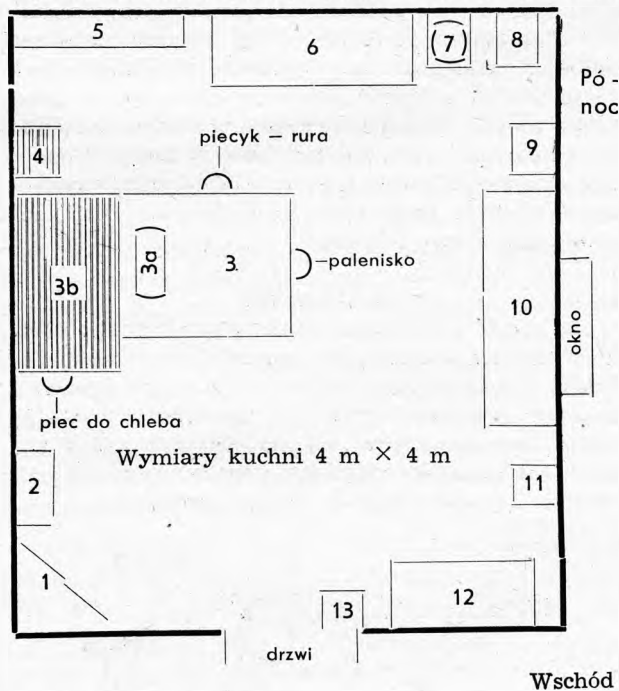 5 6 (7) 8
Pó-
noc
piecyk – rura
4 9
3b 3a 3 – palenisko
10 okno
piec do chleba
Wymiary kuchni 4 m × 4 m
2 11
1 13 12
drzwi
Wschód